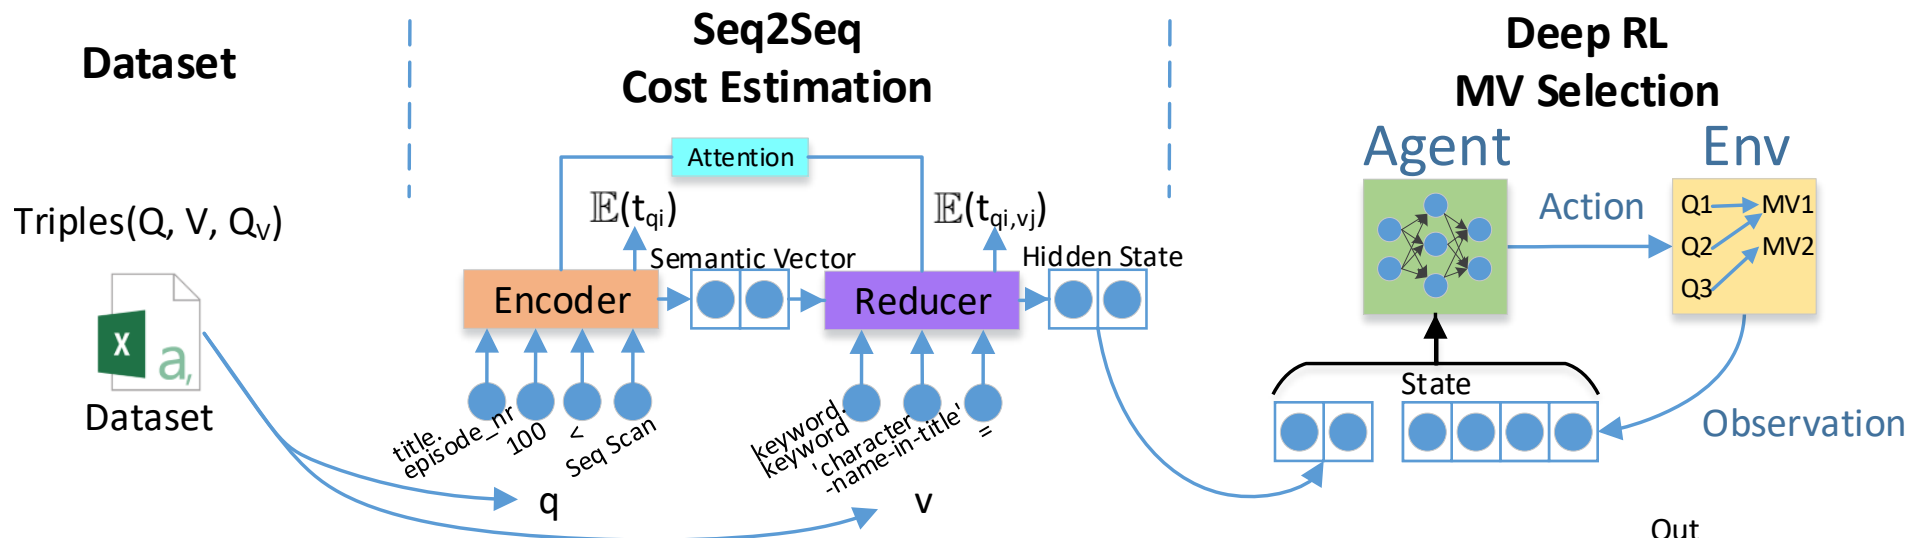 Dataset
Triples(Q, V, Qv)
X
a,
Dataset
Seq2Seq
Cost Estimation
Attention
𝔼(tqi)
𝔼(tqi,vj)
Semantic Vector
Hidden State
Encoder
Reducer
title.
episode_nr
100
<
Seq Scan
keyword.
keyword
'character
-name-in-title'
=
q
v
Deep RL
MV Selection
Agent
Env
Action
Q1
MV1
Q2
MV2
Q3
State
Observation
Out